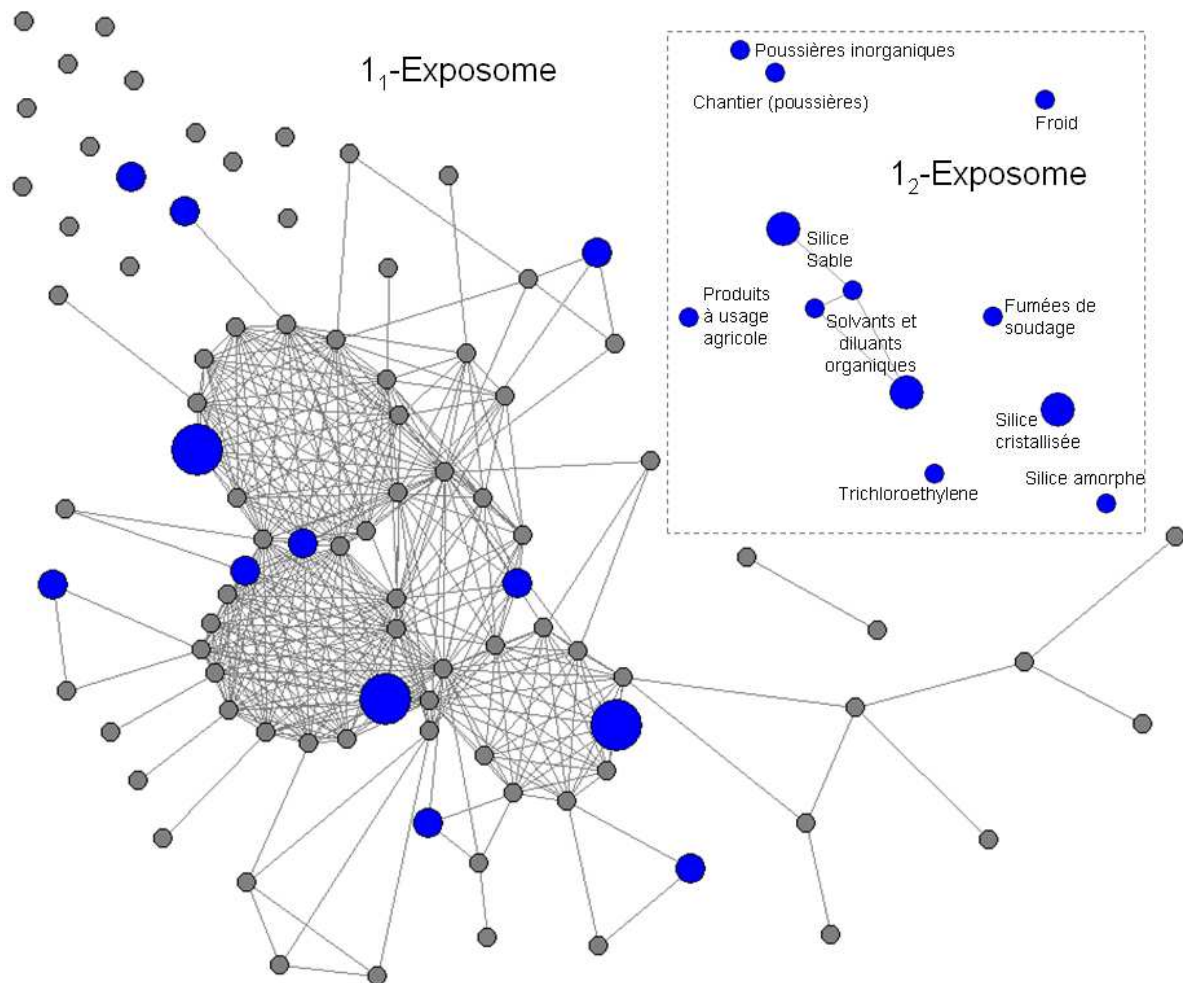 1₁-Exposome
Poussières inorganiques
Chantier (poussières)
Froid
1₂-Exposome
Silice
Sable
Produits
à usage
agricole
Solvants et
diluants
organiques
Fumées de
soudage
Silice
cristallisée
Trichloroethylene
Silice amorphe